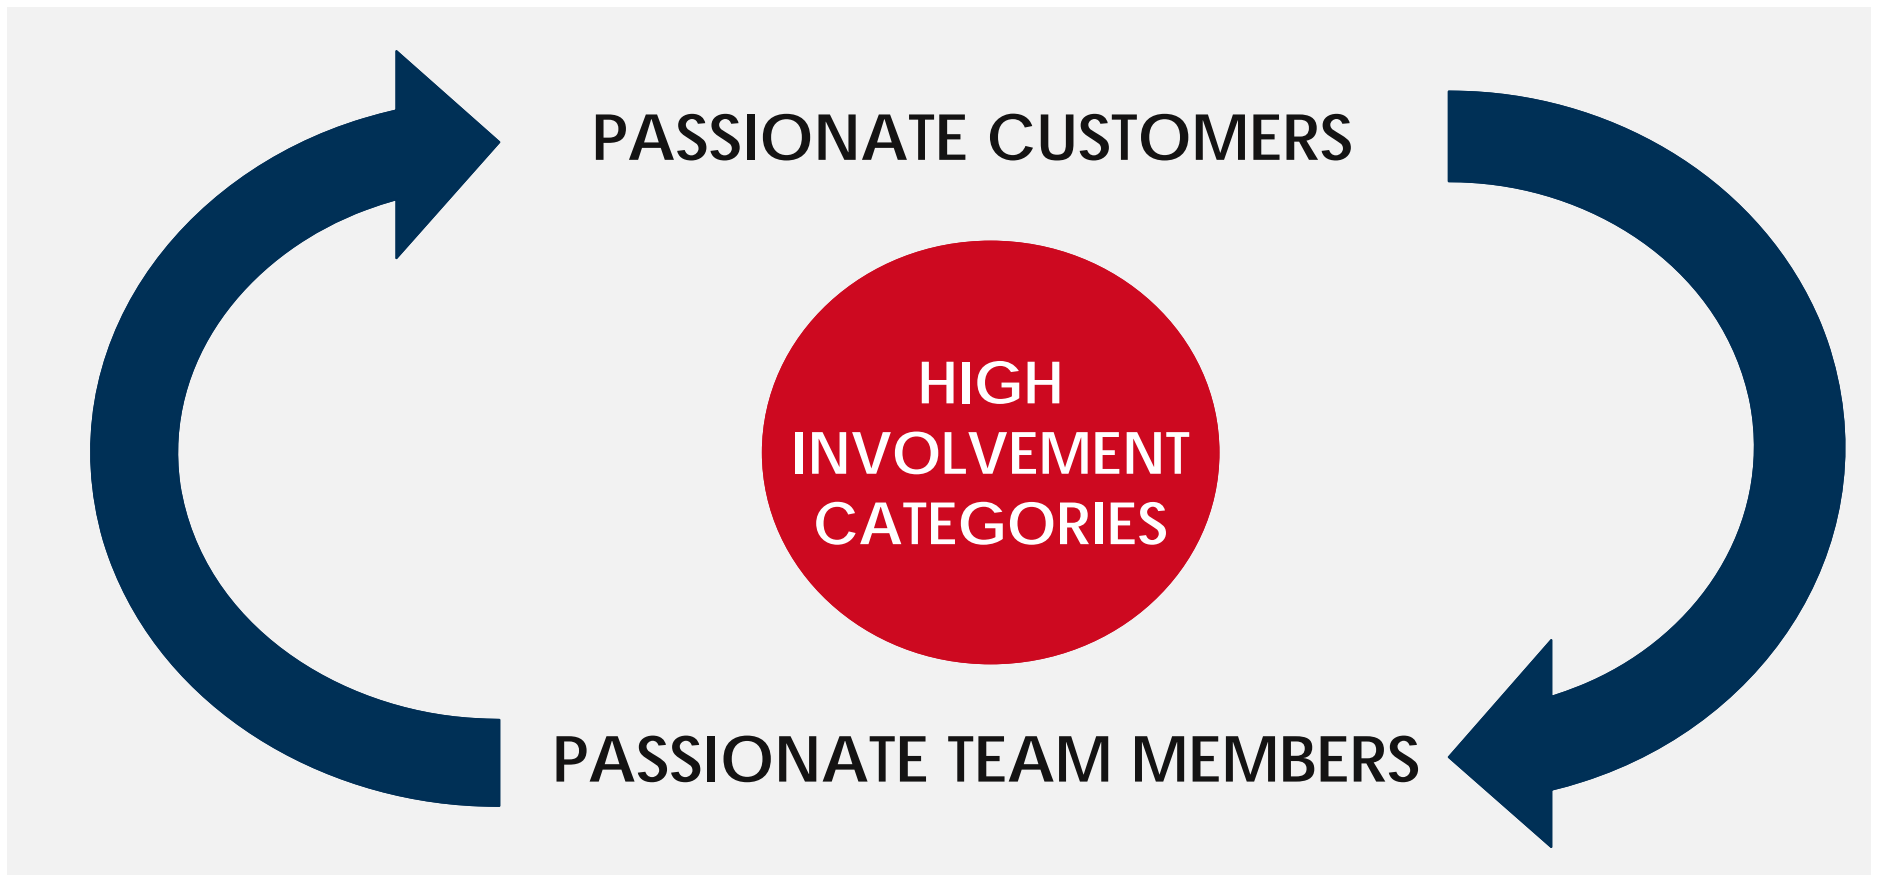 PASSIONATE CUSTOMERS
HIGH
INVOLVEMENT
CATEGORIES
PASSIONATE TEAM MEMBERS